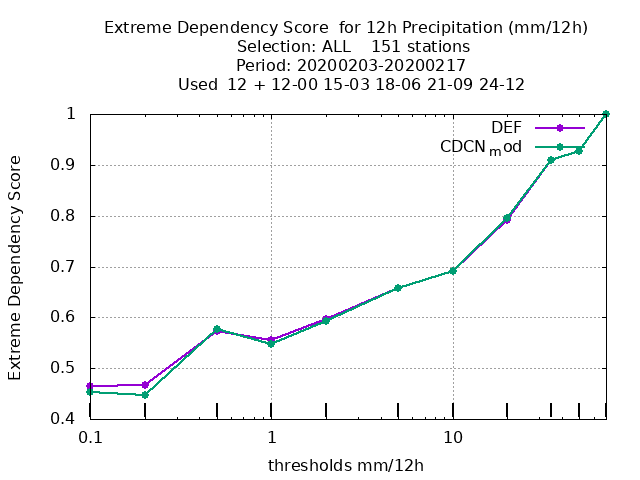 Extreme Dependency Score  for 12h Precipitation (mm/12h)
Selection: ALL    151 stations
Period: 20200203-20200217
Used  12 + 12-00 15-03 18-06 21-09 24-12
DEF
CDCN_mod
Extreme Dependency Score
1
0.9
0.8
0.7
0.6
0.5
0.4
0.1
1
10
thresholds mm/12h